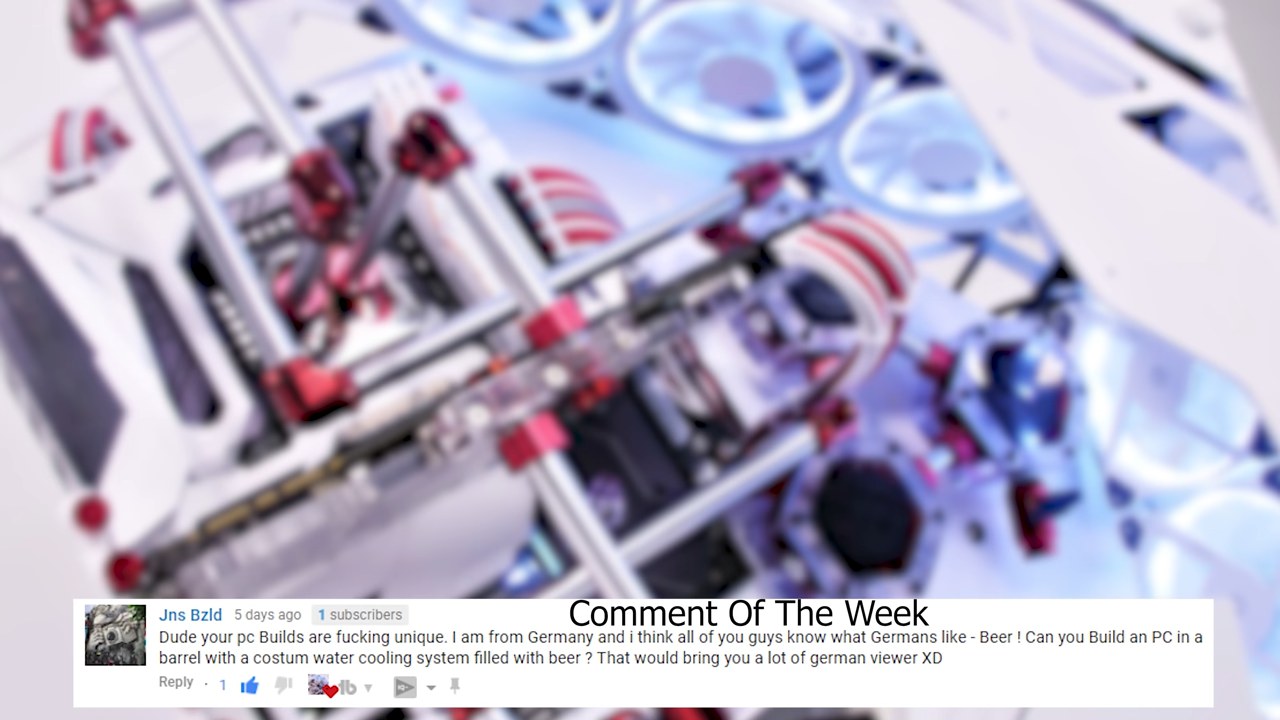 Comment Of The Week
Jns Bzld 5 days ago 1 subscribers
Dude your pc Builds are fucking unique. I am from Germany and i think all of you guys know what Germans like - Beer ! Can you Build an PC in a
barrel with a costum water cooling system filled with beer ? That would bring you a lot of german viewer XD
Reply · 1